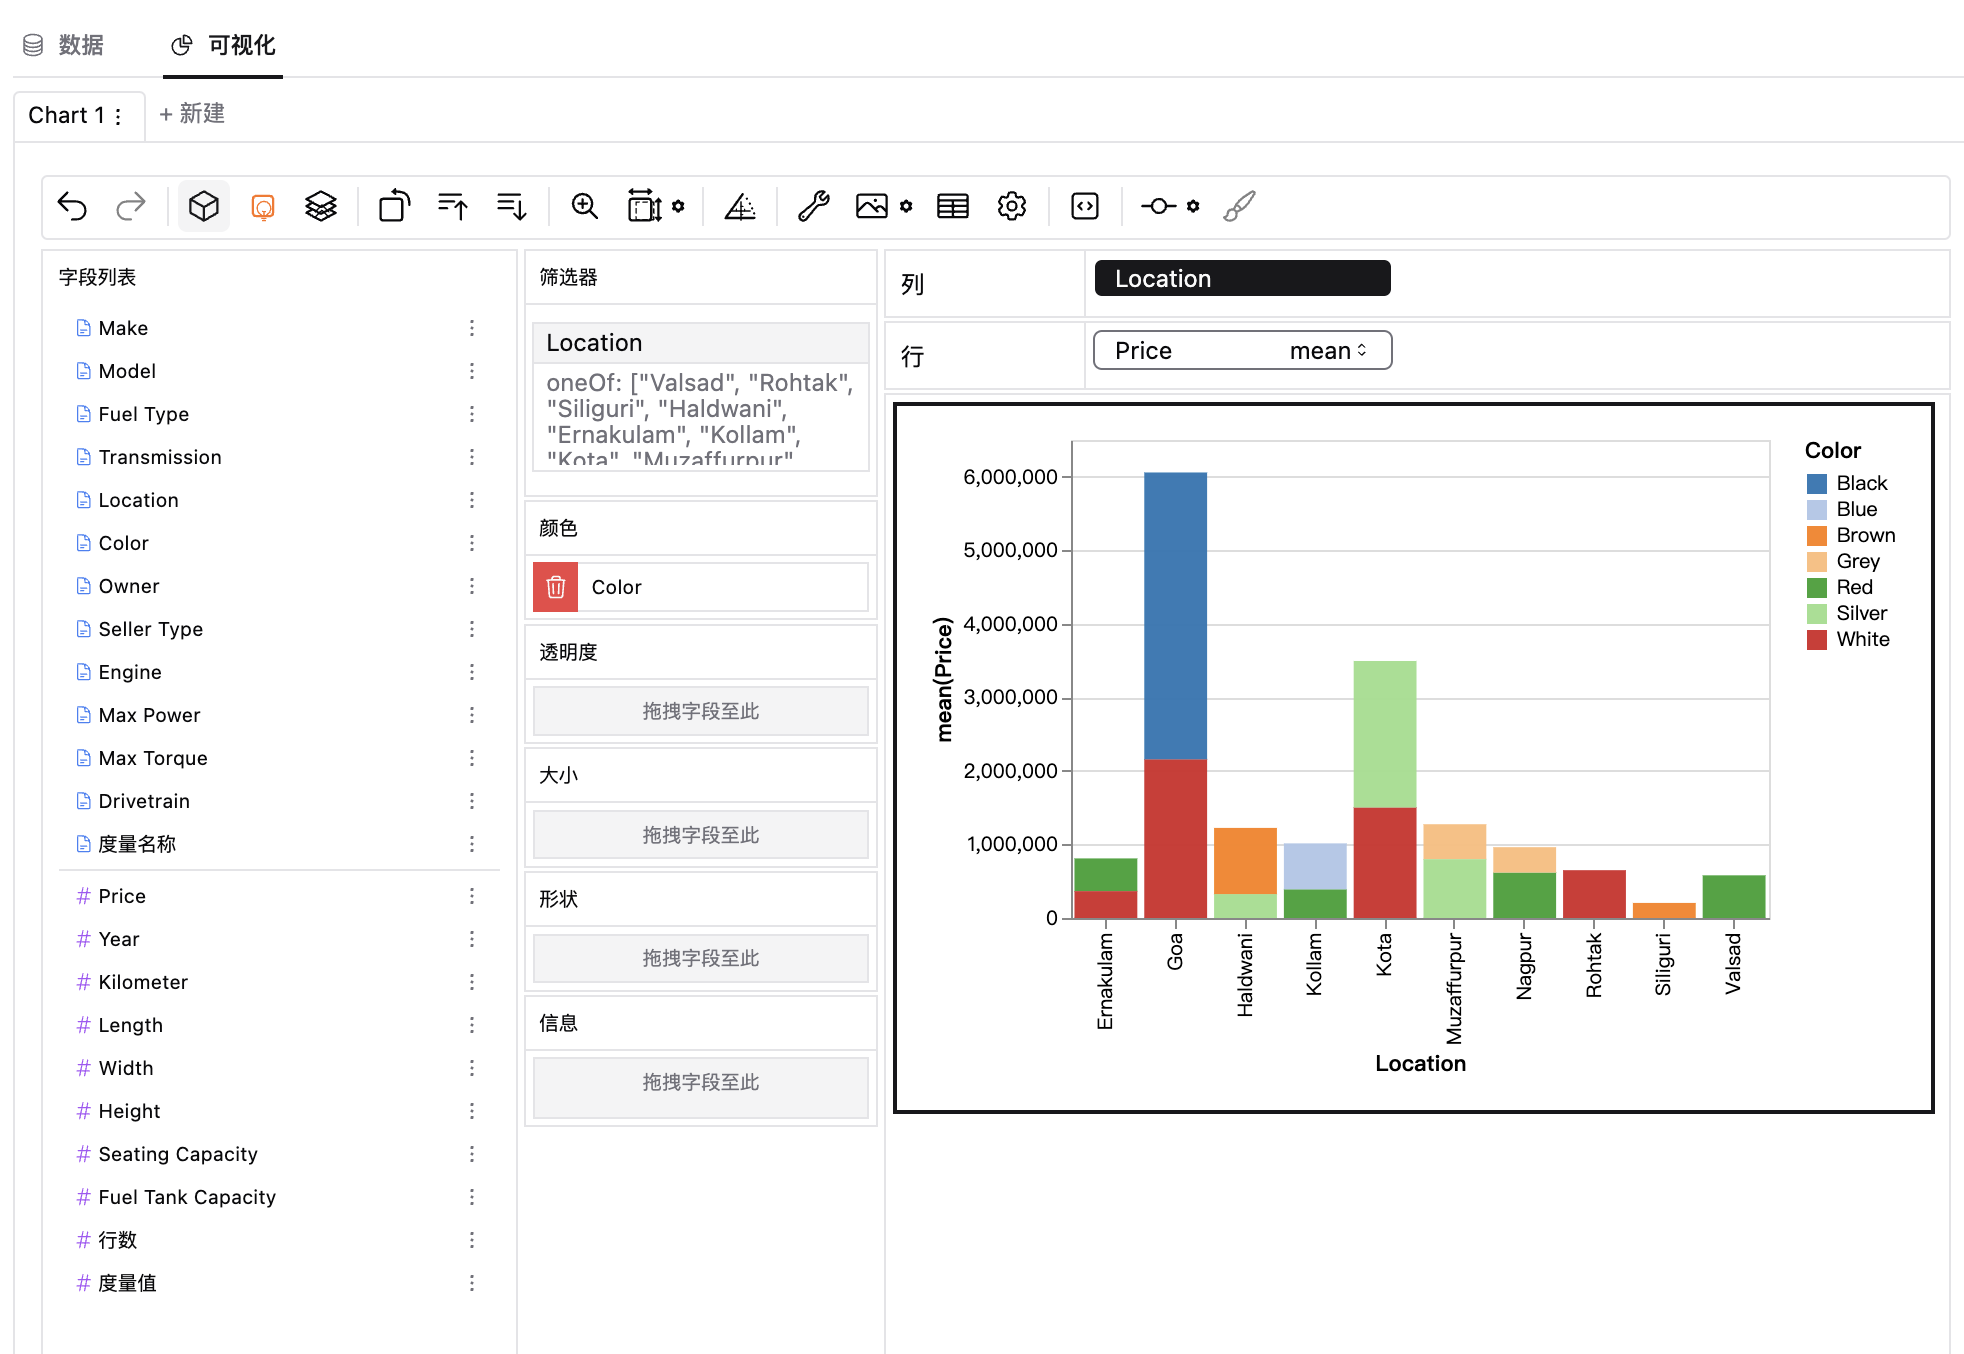 数据
可视化
Chart 1
+ 新建
字段列表
Make
Model
Fuel Type
Transmission
Location
Color
Owner
Seller Type
Engine
Max Power
Max Torque
Drivetrain
度量名称
# Price
# Year
# Kilometer
# Length
# Width
# Height
# Seating Capacity
# Fuel Tank Capacity
# 行数
# 度量值
筛选器
Location
oneOf: ["Valsad", "Rohtak",
"Siliguri", "Haldwani",
"Ernakulam", "Kollam",
"Kota", "Muzaffurpur"
颜色
Color
透明度
拖拽字段至此
大小
拖拽字段至此
形状
拖拽字段至此
信息
拖拽字段至此
列
Location
行
Price mean
mean(Price)
6,000,000
5,000,000
4,000,000
3,000,000
2,000,000
1,000,000
0
Ernakulam
Goa
Haldwani
Kollam
Kota
Muzaffurpur
Nagpur
Rohtak
Siliguri
Valsad
Location
Color
Black
Blue
Brown
Grey
Red
Silver
White